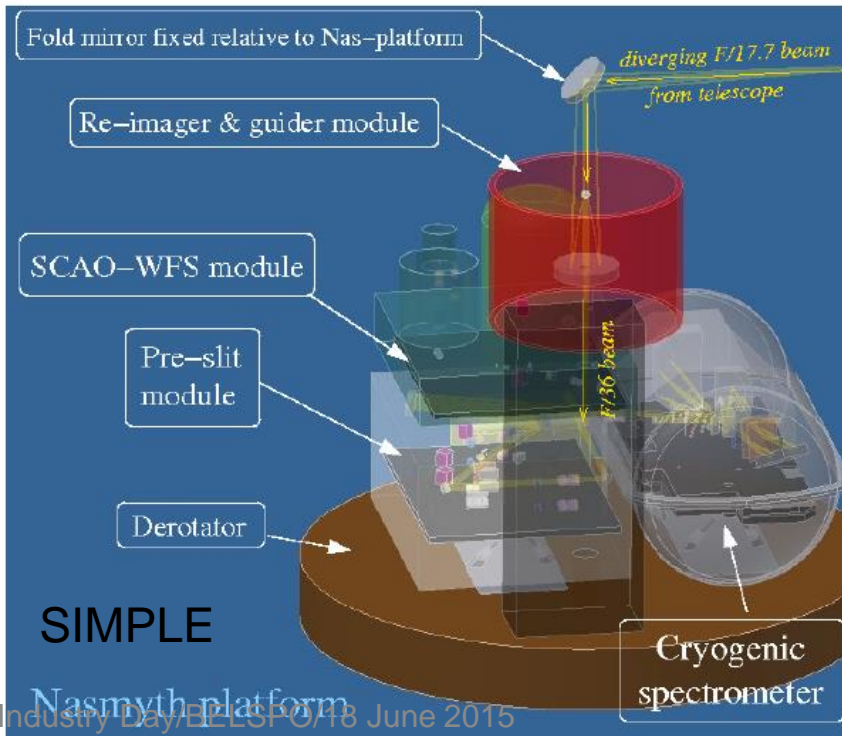 Fold mirror fixed relative to Nas-platform
diverging F/17.7 beam
from telescope
Re-imager & guider module
SCAO-WFS module
F/36 beam
Pre-slit
module
Derotator
SIMPLE
Cryogenic
spectrometer
Nasmyth platform
Industry Day/BELSPO/18 June 2015